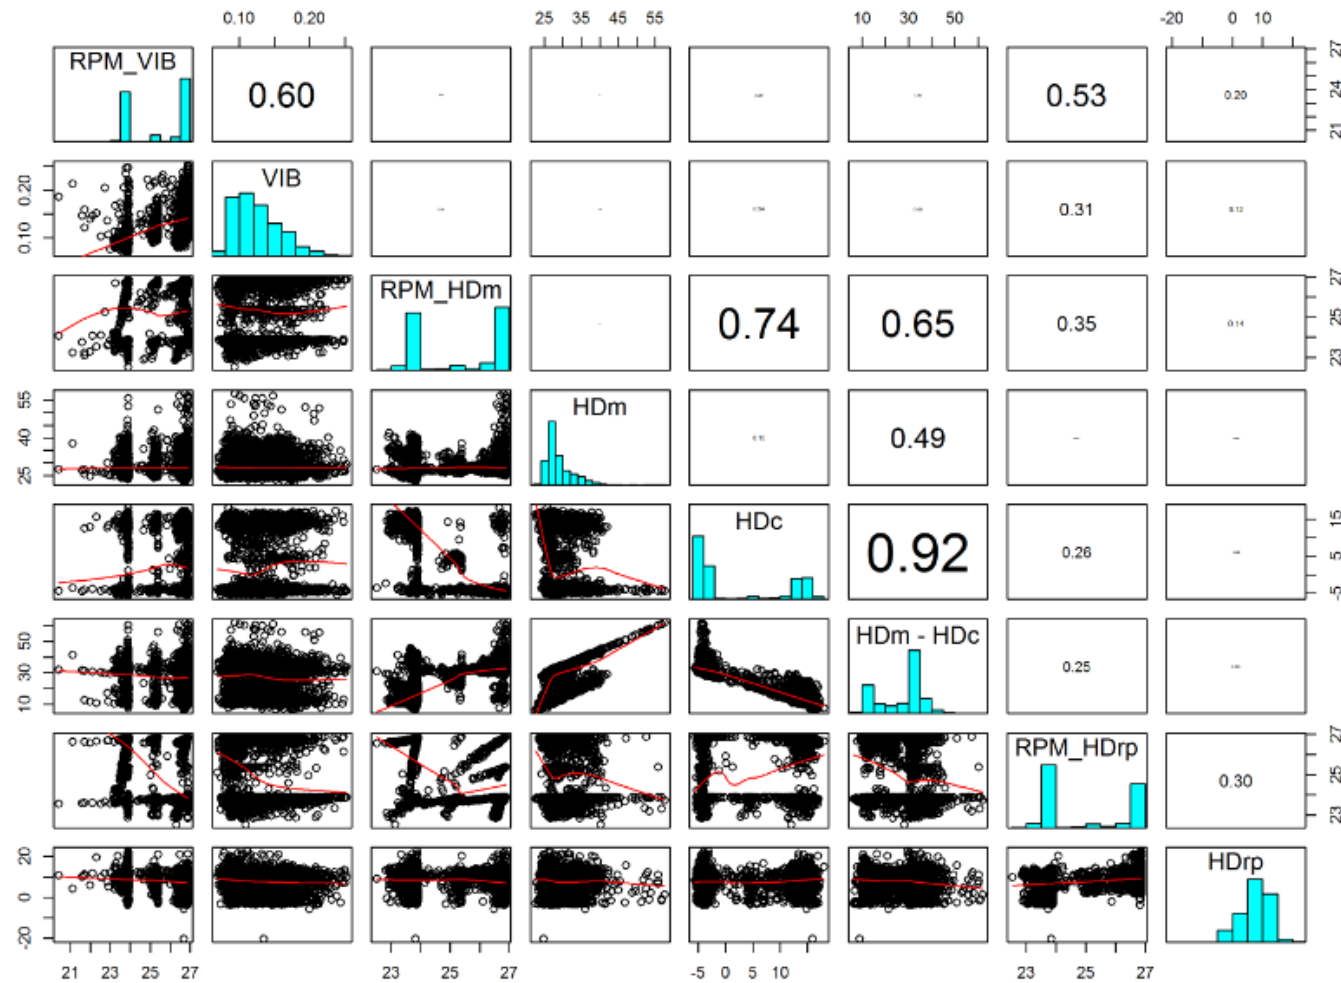 0.10 0.20 25 35 45 55 10 30 50 -20 0 10
RPM_VIB 0.60 0.53 0.20 21 24 27
0.10 0.20 VIB 0.31 0.12
RPM_HDm 0.74 0.65 0.35 0.14 23 25 27
25 40 55 HDm 0.49
HDc 0.92 0.26 -5 5 15
10 30 50 HDm - HDc 0.25
RPM_HDrp 0.30 23 25 27
-20 0 20 HDrp
21 23 25 27 23 25 27 -5 0 5 10 23 25 27